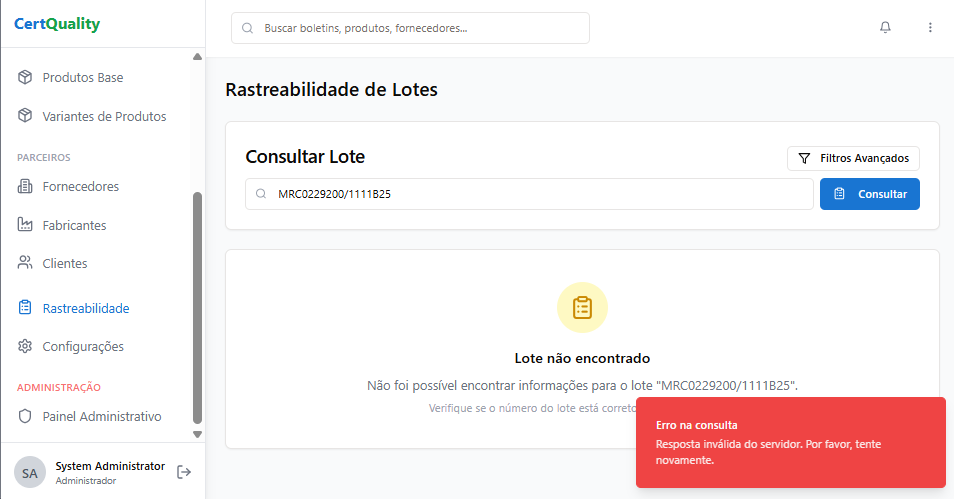 CertQuality
Buscar boletins, produtos, fornecedores...
Produtos Base
Variantes de Produtos
PARCEIROS
Fornecedores
Fabricantes
Clientes
Rastreabilidade
Configurações
ADMINISTRAÇÃO
Painel Administrativo
SA
System Administrator
Administrador
Rastreabilidade de Lotes
Consultar Lote
Filtros Avançados
MRC0229200/1111B25
Consultar
Lote não encontrado
Não foi possível encontrar informações para o lote "MRC0229200/1111B25".
Verifique se o número do lote está correto
Erro na consulta
Resposta inválida do servidor. Por favor, tente
novamente.